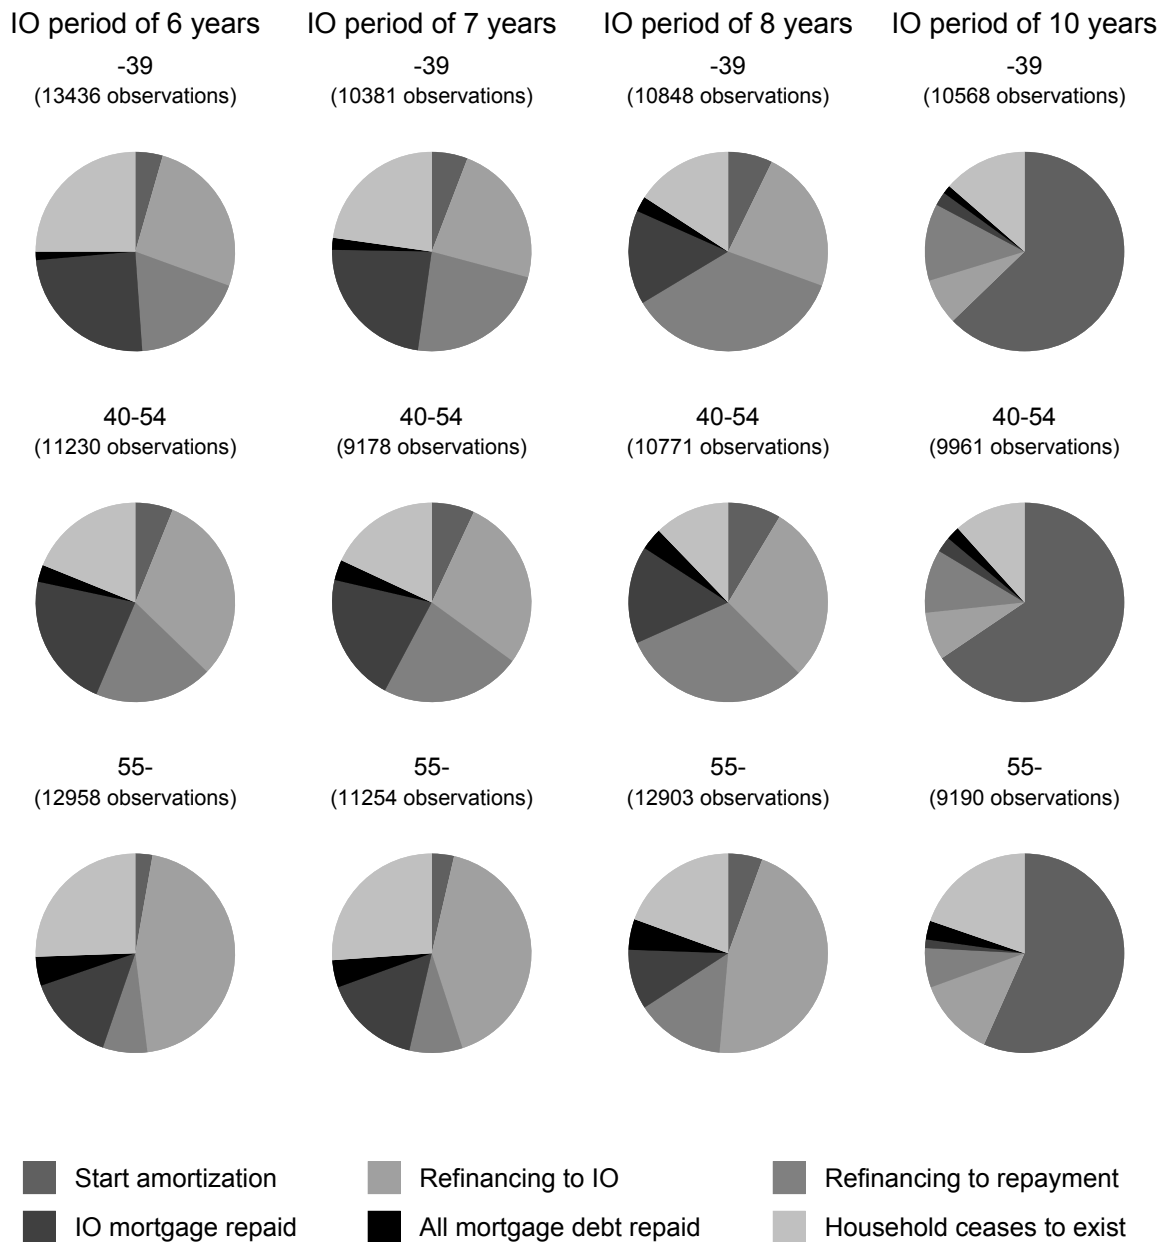 IO period of 6 years IO period of 7 years IO period of 8 years IO period of 10 years
-39 -39 -39 -39
(13436 observations) (10381 observations) (10848 observations) (10568 observations)
40-54 40-54 40-54 40-54
(11230 observations) (9178 observations) (10771 observations) (9961 observations)
55- 55- 55- 55-
(12958 observations) (11254 observations) (12903 observations) (9190 observations)
Start amortization Refinancing to IO Refinancing to repayment
IO mortgage repaid All mortgage debt repaid Household ceases to exist